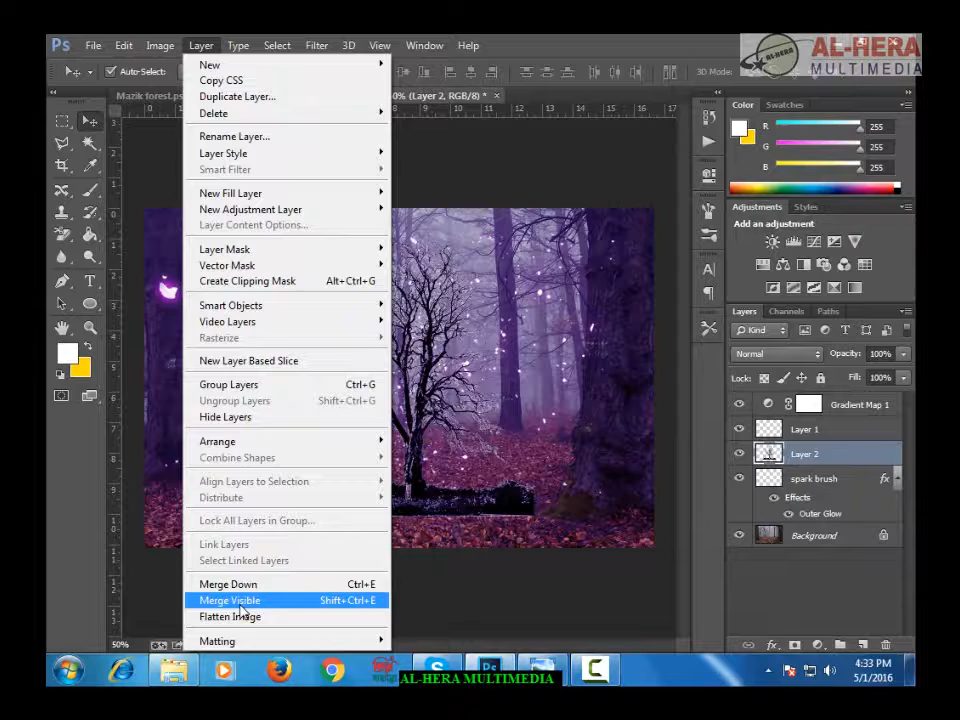 Ps File Edit Image Layer Type Select Filter 3D View Window Help
AL-HERA
MULTIMEDIA
Auto-Select:
3D Mode:
Mazik forest.ps
0% (Layer 2, RGB/8) *
New
Copy CSS
Duplicate Layer...
Delete
Rename Layer...
Layer Style
Smart Filter
New Fill Layer
New Adjustment Layer
Layer Content Options...
Layer Mask
Vector Mask
Create Clipping Mask Alt+Ctrl+G
Smart Objects
Video Layers
Rasterize
New Layer Based Slice
Group Layers Ctrl+G
Ungroup Layers Shift+Ctrl+G
Hide Layers
Arrange
Combine Shapes
Align Layers to Selection
Distribute
Lock All Layers in Group...
Link Layers
Select Linked Layers
Merge Down Ctrl+E
Merge Visible Shift+Ctrl+E
Flatten Image
Matting
Color Swatches
R 255
G 255
B 255
Adjustments Styles
Add an adjustment
Layers Channels Paths
Kind
Normal Opacity: 100%
Lock: Fill: 100%
Gradient Map 1
Layer 1
Layer 2
spark brush fx
Effects
Outer Glow
Background
50%
AL-HERA MULTIMEDIA
4:33 PM
5/1/2016